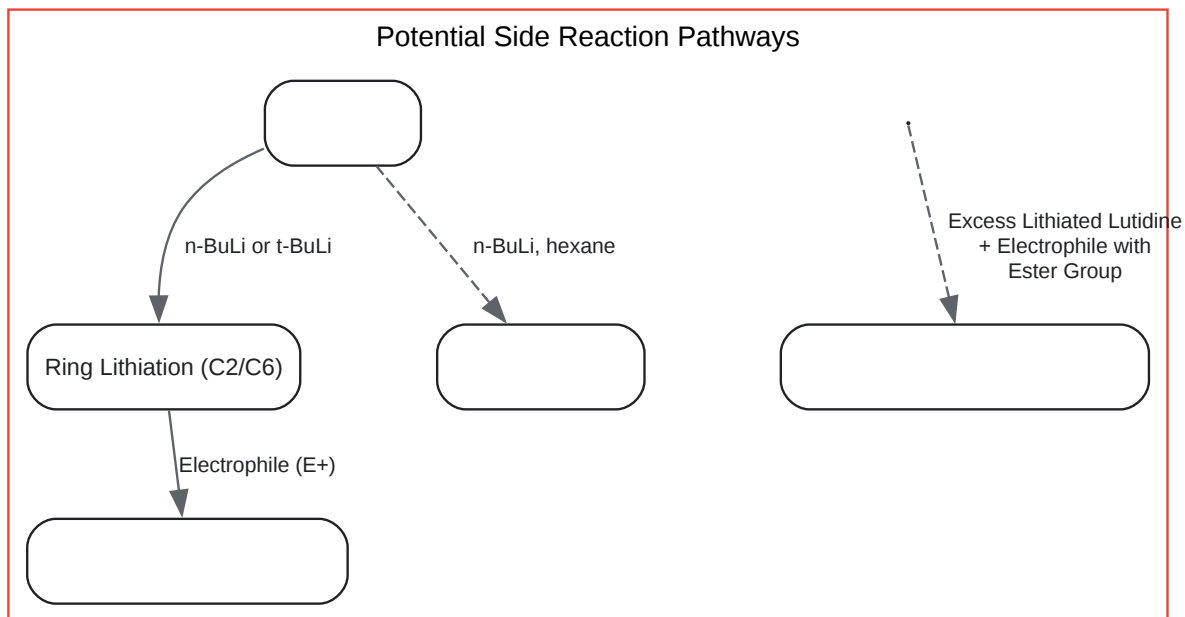 Potential Side Reaction Pathways
Excess Lithiated Lutidine
+ Electrophile with
Ester Group
n-BuLi or t-BuLi
n-BuLi, hexane
Ring Lithiation (C2/C6)
Electrophile (E+)